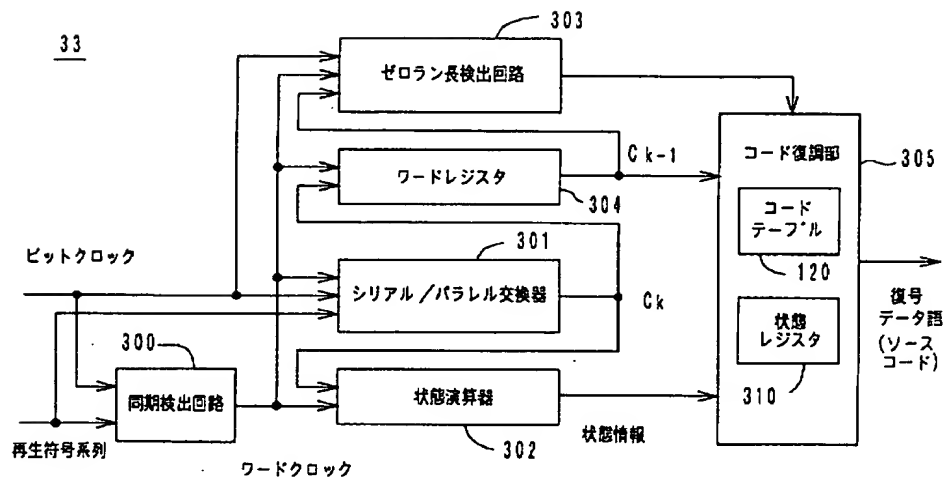 33
303
ゼロラン長検出回路
Ck-1
ワードレジスタ
304
コード復調部
305
コード
テーブル
120
301
ビットクロック
シリアル/パラレル交換器
Ck
復号
データ語
(ソース
コード)
状態
レジスタ
310
300
同期検出回路
状態演算器
302
状態情報
再生符号系列
ワードクロック